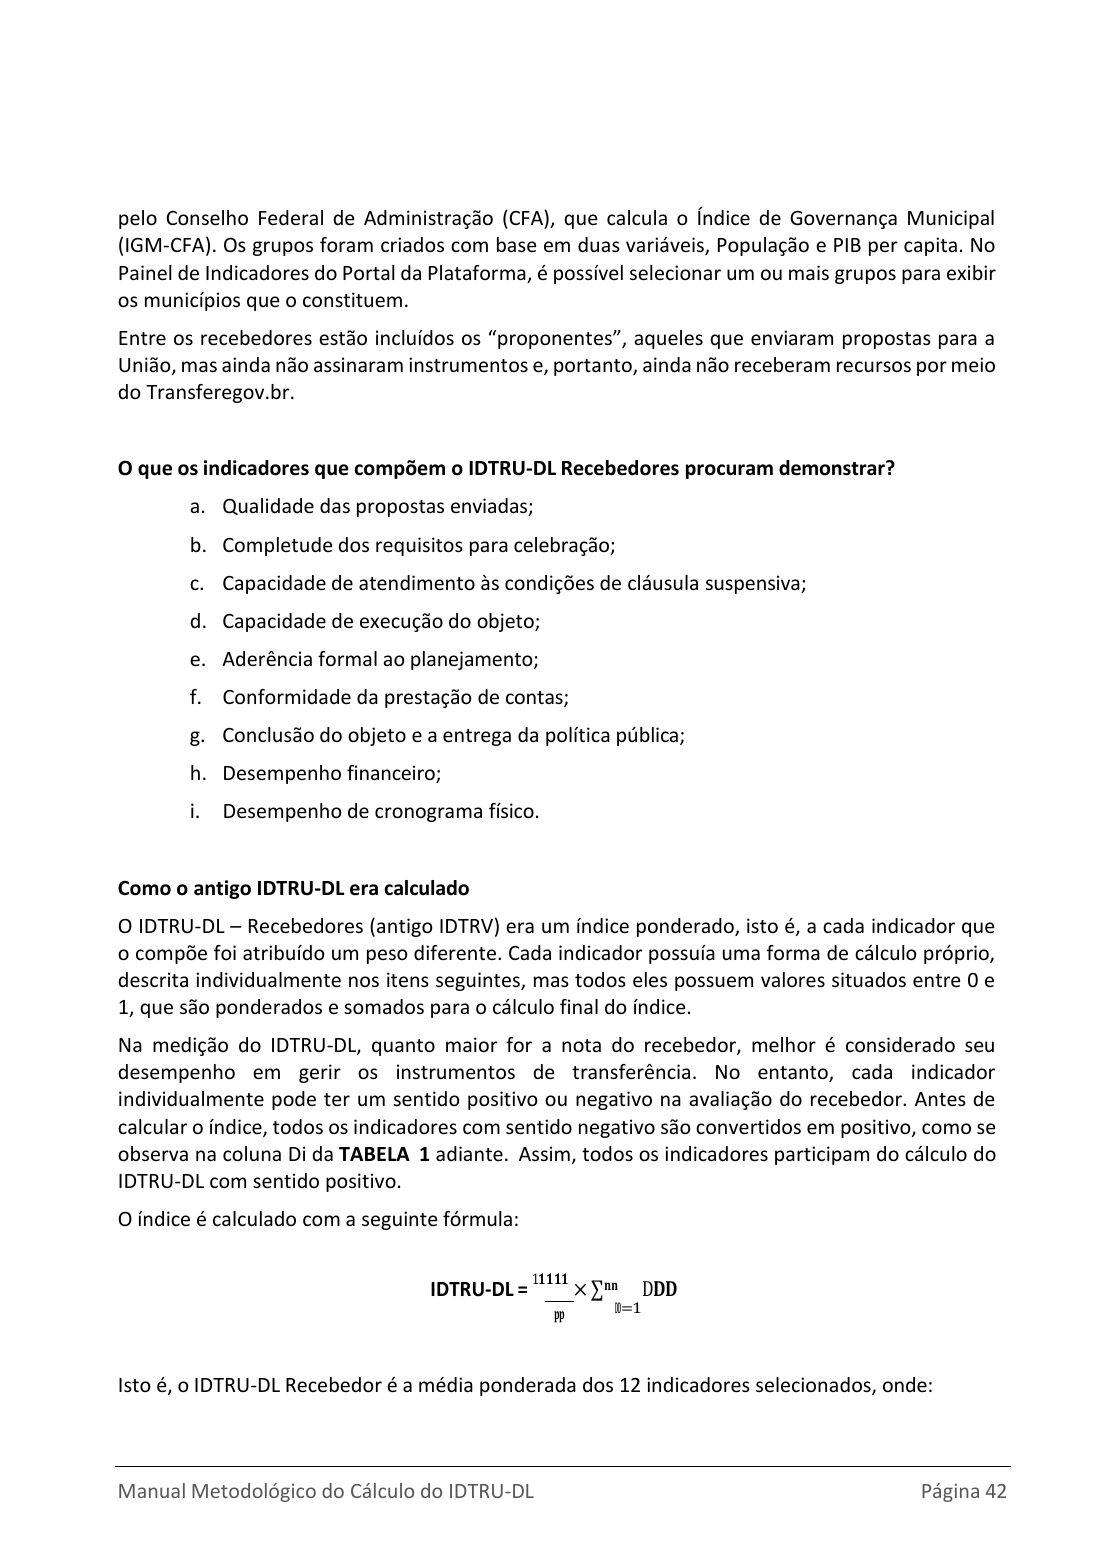 pelo Conselho Federal de Administração (CFA), que calcula o Índice de Governança Municipal
(IGM-CFA). Os grupos foram criados com base em duas variáveis, População e PIB per capita. No
Painel de Indicadores do Portal da Plataforma, é possível selecionar um ou mais grupos para exibir
os municípios que o constituem.
Entre os recebedores estão incluídos os “proponentes”, aqueles que enviaram propostas para a
União, mas ainda não assinaram instrumentos e, portanto, ainda não receberam recursos por meio
do Transferegov.br.
O que os indicadores que compõem o IDTRU-DL Recebedores procuram demonstrar?
a. Qualidade das propostas enviadas;
b. Completude dos requisitos para celebração;
c. Capacidade de atendimento às condições de cláusula suspensiva;
d. Capacidade de execução do objeto;
e. Aderência formal ao planejamento;
f. Conformidade da prestação de contas;
g. Conclusão do objeto e a entrega da política pública;
h. Desempenho financeiro;
i. Desempenho de cronograma físico.
Como o antigo IDTRU-DL era calculado
O IDTRU-DL – Recebedores (antigo IDTRV) era um índice ponderado, isto é, a cada indicador que
o compõe foi atribuído um peso diferente. Cada indicador possuía uma forma de cálculo próprio,
descrita individualmente nos itens seguintes, mas todos eles possuem valores situados entre 0 e
1, que são ponderados e somados para o cálculo final do índice.
Na medição do IDTRU-DL, quanto maior for a nota do recebedor, melhor é considerado seu
desempenho em gerir os instrumentos de transferência. No entanto, cada indicador
individualmente pode ter um sentido positivo ou negativo na avaliação do recebedor. Antes de
calcular o índice, todos os indicadores com sentido negativo são convertidos em positivo, como se
observa na coluna Di da TABELA 1 adiante. Assim, todos os indicadores participam do cálculo do
IDTRU-DL com sentido positivo.
O índice é calculado com a seguinte fórmula:
IDTRU-DL = 11111 × ∑nn DDD
pp =1
Isto é, o IDTRU-DL Recebedor é a média ponderada dos 12 indicadores selecionados, onde:
Manual Metodológico do Cálculo do IDTRU-DL Página 42